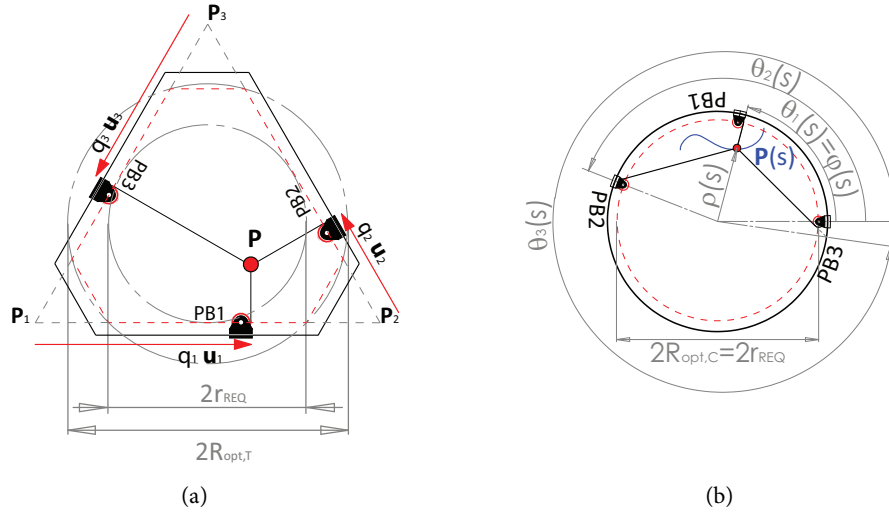 P₃
q₃ u₃
PB3
PB2
P
q₂ u₂
P₁
PB1
P₂
q₁ u₁
2rREQ
2Ropt,T
(a)
θ₂(s)
PB1
θ₁(s)=φ(s)
P(s)
PB2
ρ(s)
θ₃(s)
PB3
2Ropt,C=2rREQ
(b)